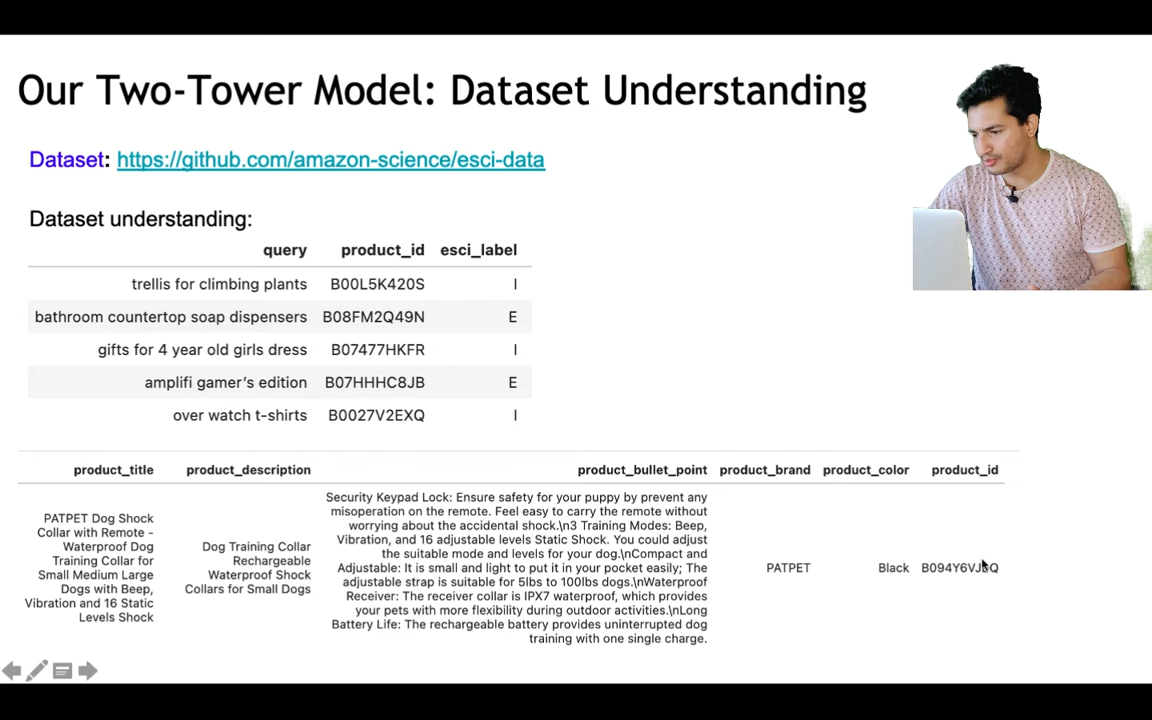 Our Two-Tower Model: Dataset Understanding
Dataset: https://github.com/amazon-science/esci-data
Dataset understanding:
query product_id esci_label
trellis for climbing plants B00L5K420S I
bathroom countertop soap dispensers B08FM2Q49N E
gifts for 4 year old girls dress B07477HKFR I
amplifi gamer’s edition B07HHHC8JB E
over watch t-shirts B0027V2EXQ I
product_title product_description product_bullet_point product_brand product_color product_id
PATPET Dog Shock
Collar with Remote -
Waterproof Dog
Training Collar for
Small Medium Large
Dogs with Beep,
Vibration and 16 Static
Levels Shock
Dog Training Collar
Rechargeable
Waterproof Shock
Collars for Small Dogs
Security Keypad Lock: Ensure safety for your puppy by prevent any
misoperation on the remote. Feel easy to carry the remote without
worrying about the accidental shock.\n3 Training Modes: Beep,
Vibration, and 16 adjustable levels Static Shock. You could adjust
the suitable mode and levels for your dog.\nCompact and
Adjustable: It is small and light to put it in your pocket easily; The
adjustable strap is suitable for 5lbs to 100lbs dogs.\nWaterproof
Receiver: The receiver collar is IPX7 waterproof, which provides
your pets with more flexibility during outdoor activities.\nLong
Battery Life: The rechargeable battery provides uninterrupted dog
training with one single charge.
PATPET
Black